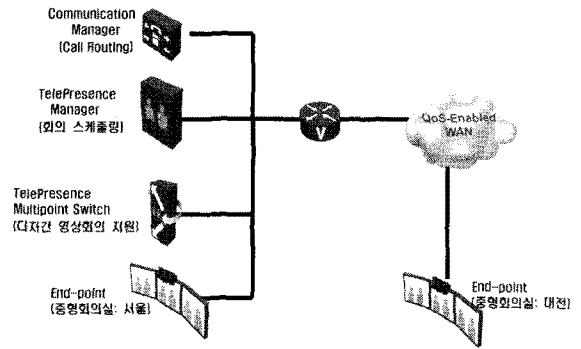 Communication
Manager
(Call Routing)
TelePresence
Manager
(회의 스케줄링)
V
QoS-Enabled
WAN
TelePresence
Multipoint Switch
(다자간 영상회의 지원)
End-point
(중형회의실: 서울)
End-point
(중형회의실: 대전)